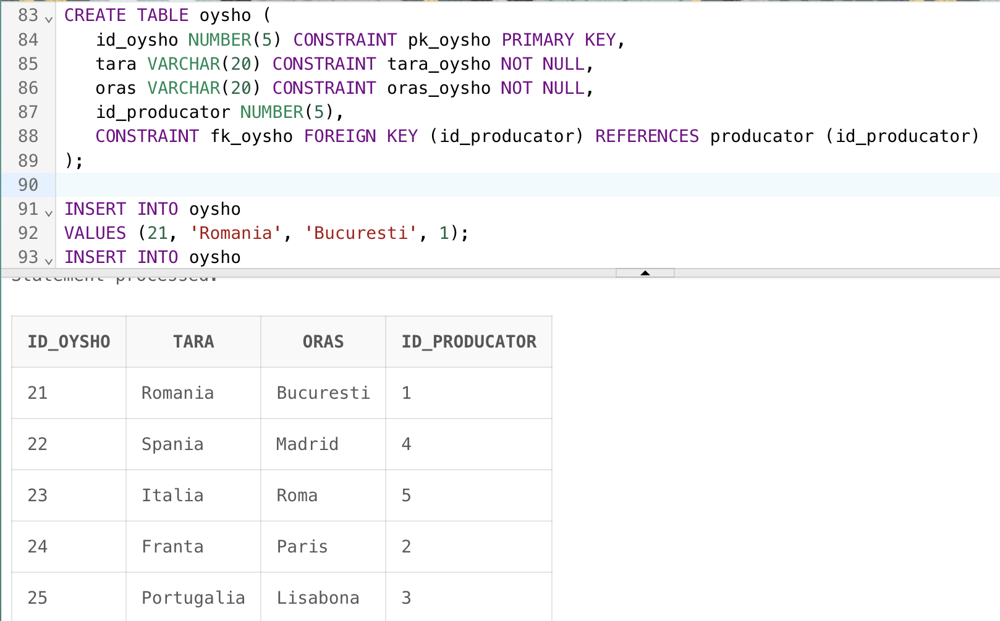 83 CREATE TABLE oysho (
84 id_oysho NUMBER(5) CONSTRAINT pk_oysho PRIMARY KEY,
85 tara VARCHAR(20) CONSTRAINT tara_oysho NOT NULL,
86 oras VARCHAR(20) CONSTRAINT oras_oysho NOT NULL,
87 id_producator NUMBER(5),
88 CONSTRAINT fk_oysho FOREIGN KEY (id_producator) REFERENCES producator (id_producator)
89 );
90
91 INSERT INTO oysho
92 VALUES (21, 'Romania', 'Bucuresti', 1);
93 INSERT INTO oysho
Statement processed.
ID_OYSHO TARA ORAS ID_PRODUCATOR
21 Romania Bucuresti 1
22 Spania Madrid 4
23 Italia Roma 5
24 Franta Paris 2
25 Portugalia Lisabona 3